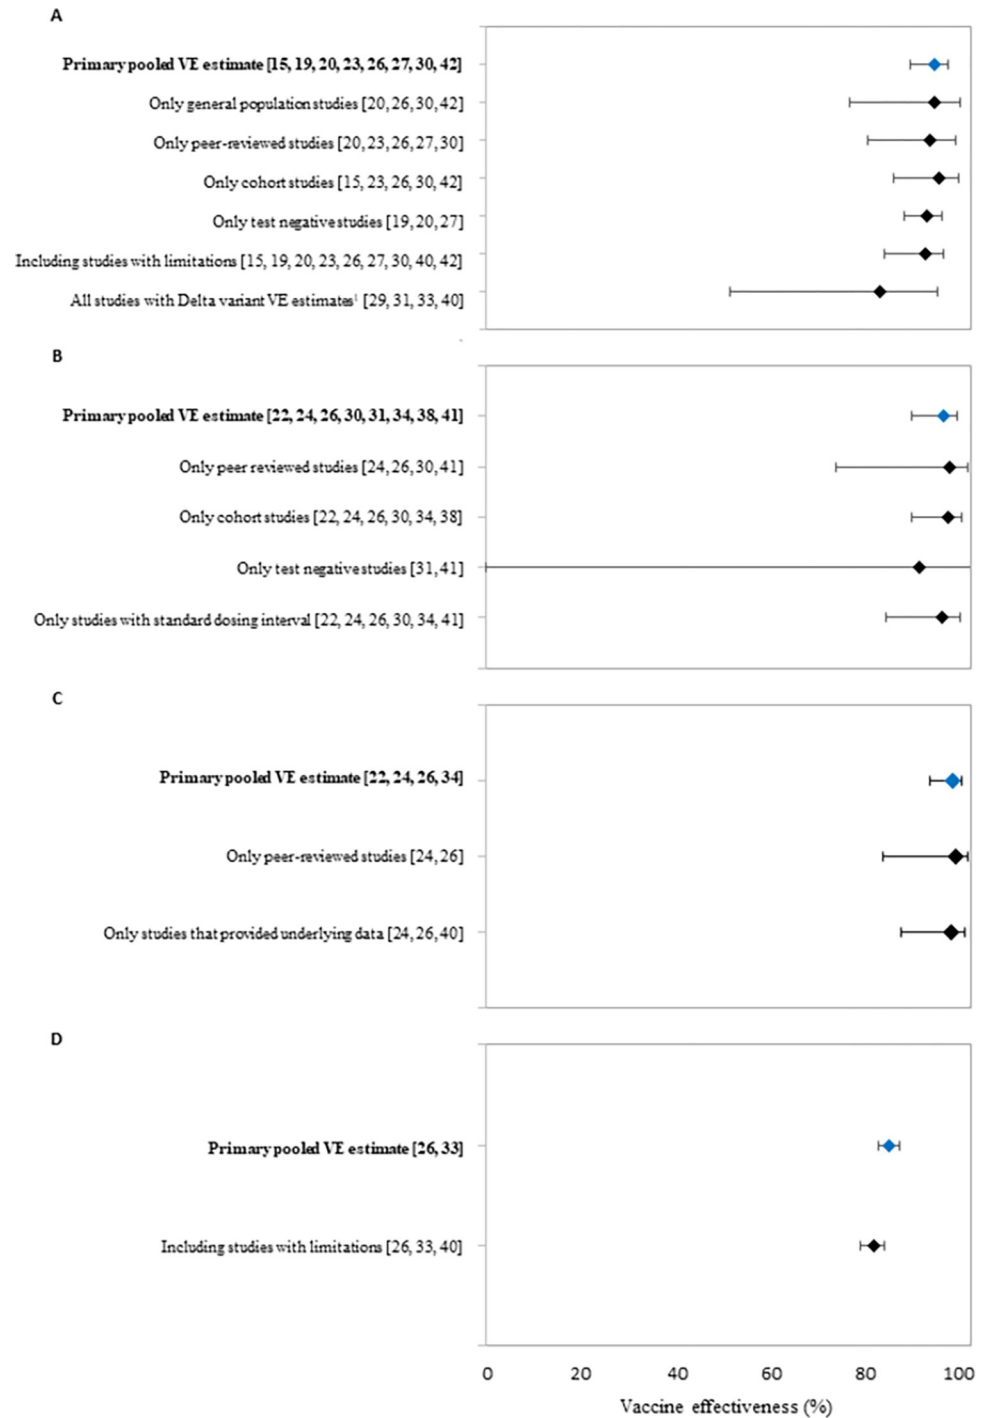 A
Primary pooled VE estimate [15, 19, 20, 23, 26, 27, 30, 42]
Only general population studies [20, 26, 30, 42]
Only peer-reviewed studies [20, 23, 26, 27, 30]
Only cohort studies [15, 23, 26, 30, 42]
Only test negative studies [19, 20, 27]
Including studies with limitations [15, 19, 20, 23, 26, 27, 30, 40, 42]
All studies with Delta variant VE estimates¹ [29, 31, 33, 40]
B
Primary pooled VE estimate [22, 24, 26, 30, 31, 34, 38, 41]
Only peer reviewed studies [24, 26, 30, 41]
Only cohort studies [22, 24, 26, 30, 34, 38]
Only test negative studies [31, 41]
Only studies with standard dosing interval [22, 24, 26, 30, 34, 41]
C
Primary pooled VE estimate [22, 24, 26, 34]
Only peer-reviewed studies [24, 26]
Only studies that provided underlying data [24, 26, 40]
D
Primary pooled VE estimate [26, 33]
Including studies with limitations [26, 33, 40]
0 20 40 60 80 100
Vaccine effectiveness (%)